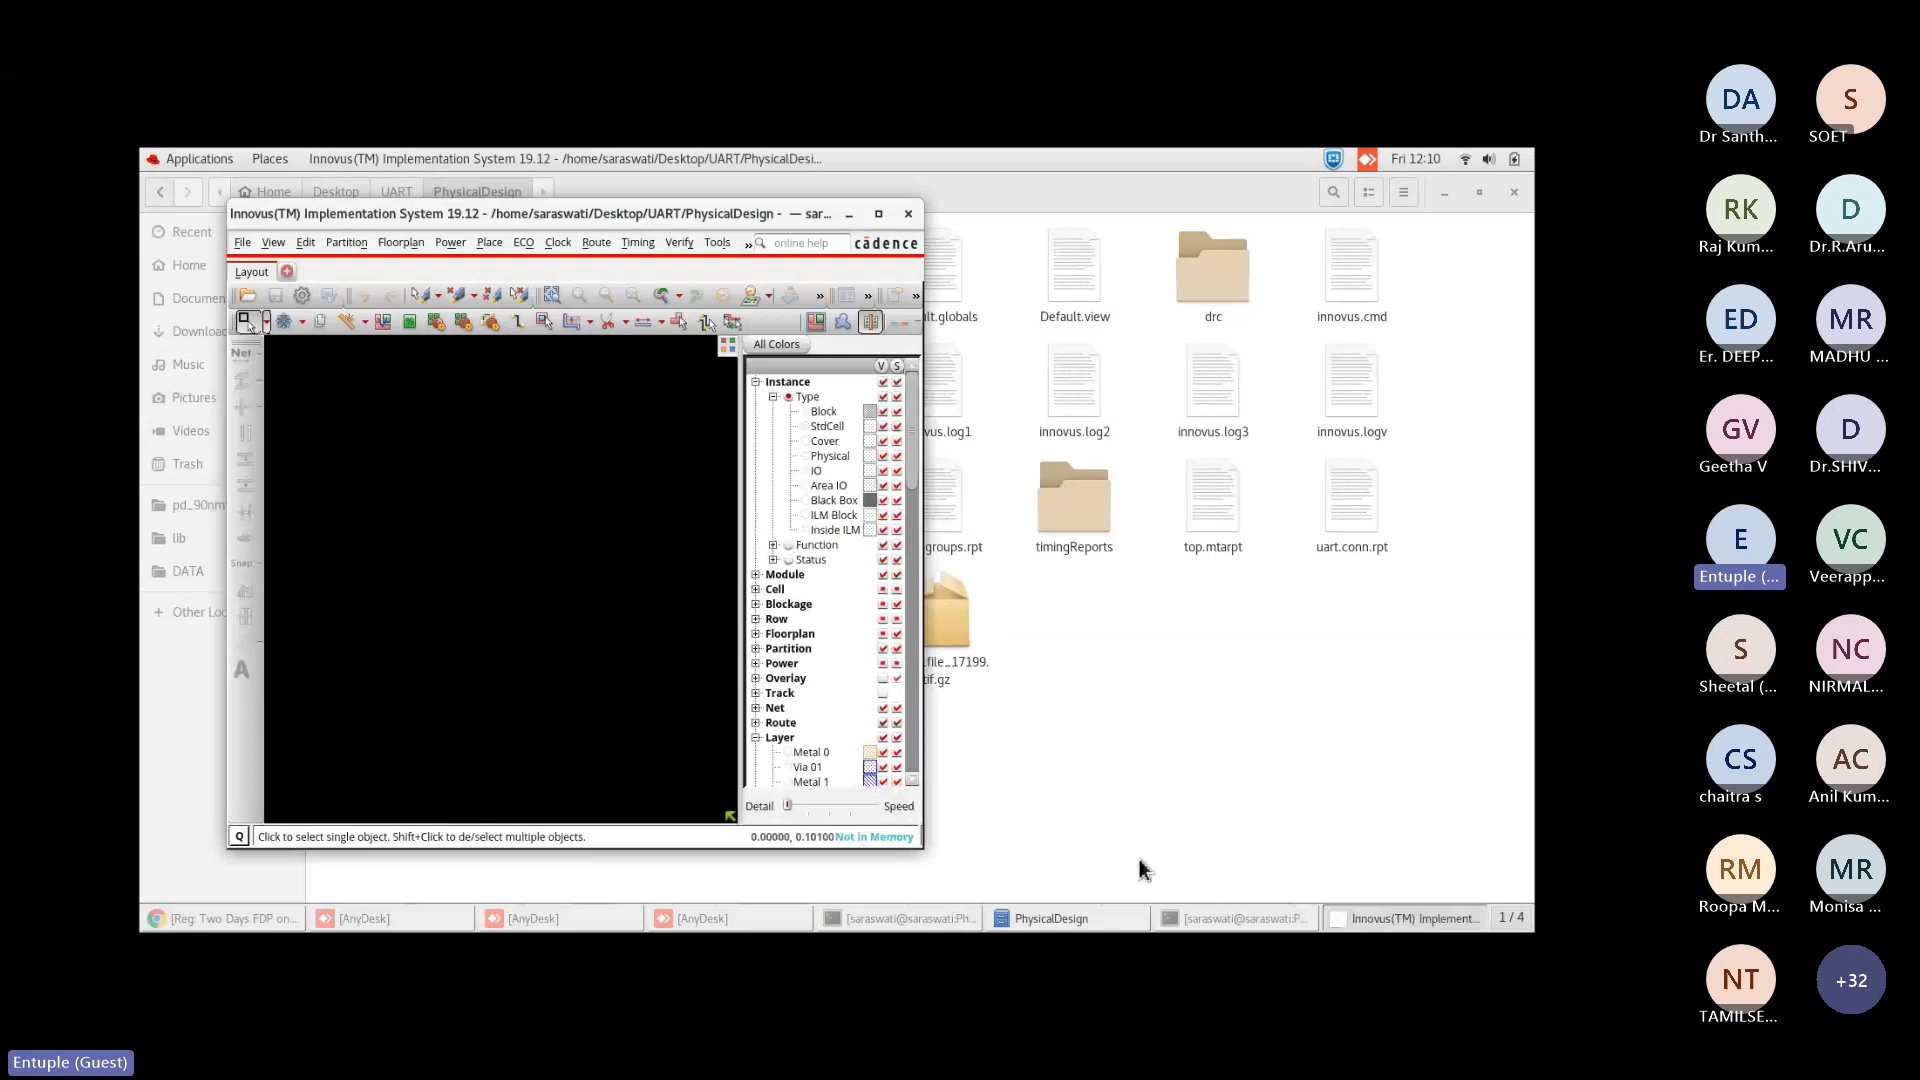 Applications
Places
Innovus(TM) Implementation System 19.12 - /home/saraswati/Desktop/UART/PhysicalDesi...
Fri 12:10
Home
Desktop
UART
PhysicalDesign
Innovus(TM) Implementation System 19.12 - /home/saraswati/Desktop/UART/PhysicalDesign - — sar...
File View Edit Partition Floorplan Power Place ECO Clock Route Timing Verify Tools
» online help
cādence
Layout
Recent
Home
Documen
Downloac
Music
Pictures
Videos
Trash
pd_90nm
lib
DATA
+ Other Loc
Net
Snap
A
All Colors
V S
Instance
Type
Block
StdCell
Cover
Physical
IO
Area IO
Black Box
ILM Block
Inside ILM
Function
Status
Module
Cell
Blockage
Row
Floorplan
Partition
Power
Overlay
Track
Net
Route
Layer
Metal 0
Via 01
Metal 1
Detail
Speed
Q
Click to select single object. Shift+Click to de/select multiple objects.
0.00000, 0.10100
Not in Memory
lt.globals
Default.view
drc
innovus.cmd
vus.log1
innovus.log2
innovus.log3
innovus.logv
groups.rpt
timingReports
top.mtarpt
uart.conn.rpt
.file_17199.
tif.gz
[Reg: Two Days FDP on...
[AnyDesk]
[AnyDesk]
[AnyDesk]
[saraswati@saraswati:Ph...
PhysicalDesign
[saraswati@saraswati:P...
Innovus(TM) Implement...
1 / 4
DA
Dr Santh...
S
SOET
RK
Raj Kum...
D
Dr.R.Aru...
ED
Er. DEEP...
MR
MADHU ...
GV
Geetha V
D
Dr.SHIV...
E
Entuple (...
VC
Veerapp...
S
Sheetal (...
NC
NIRMAL...
CS
chaitra s
AC
Anil Kum...
RM
Roopa M...
MR
Monisa ...
NT
TAMILSE...
+32
Entuple (Guest)